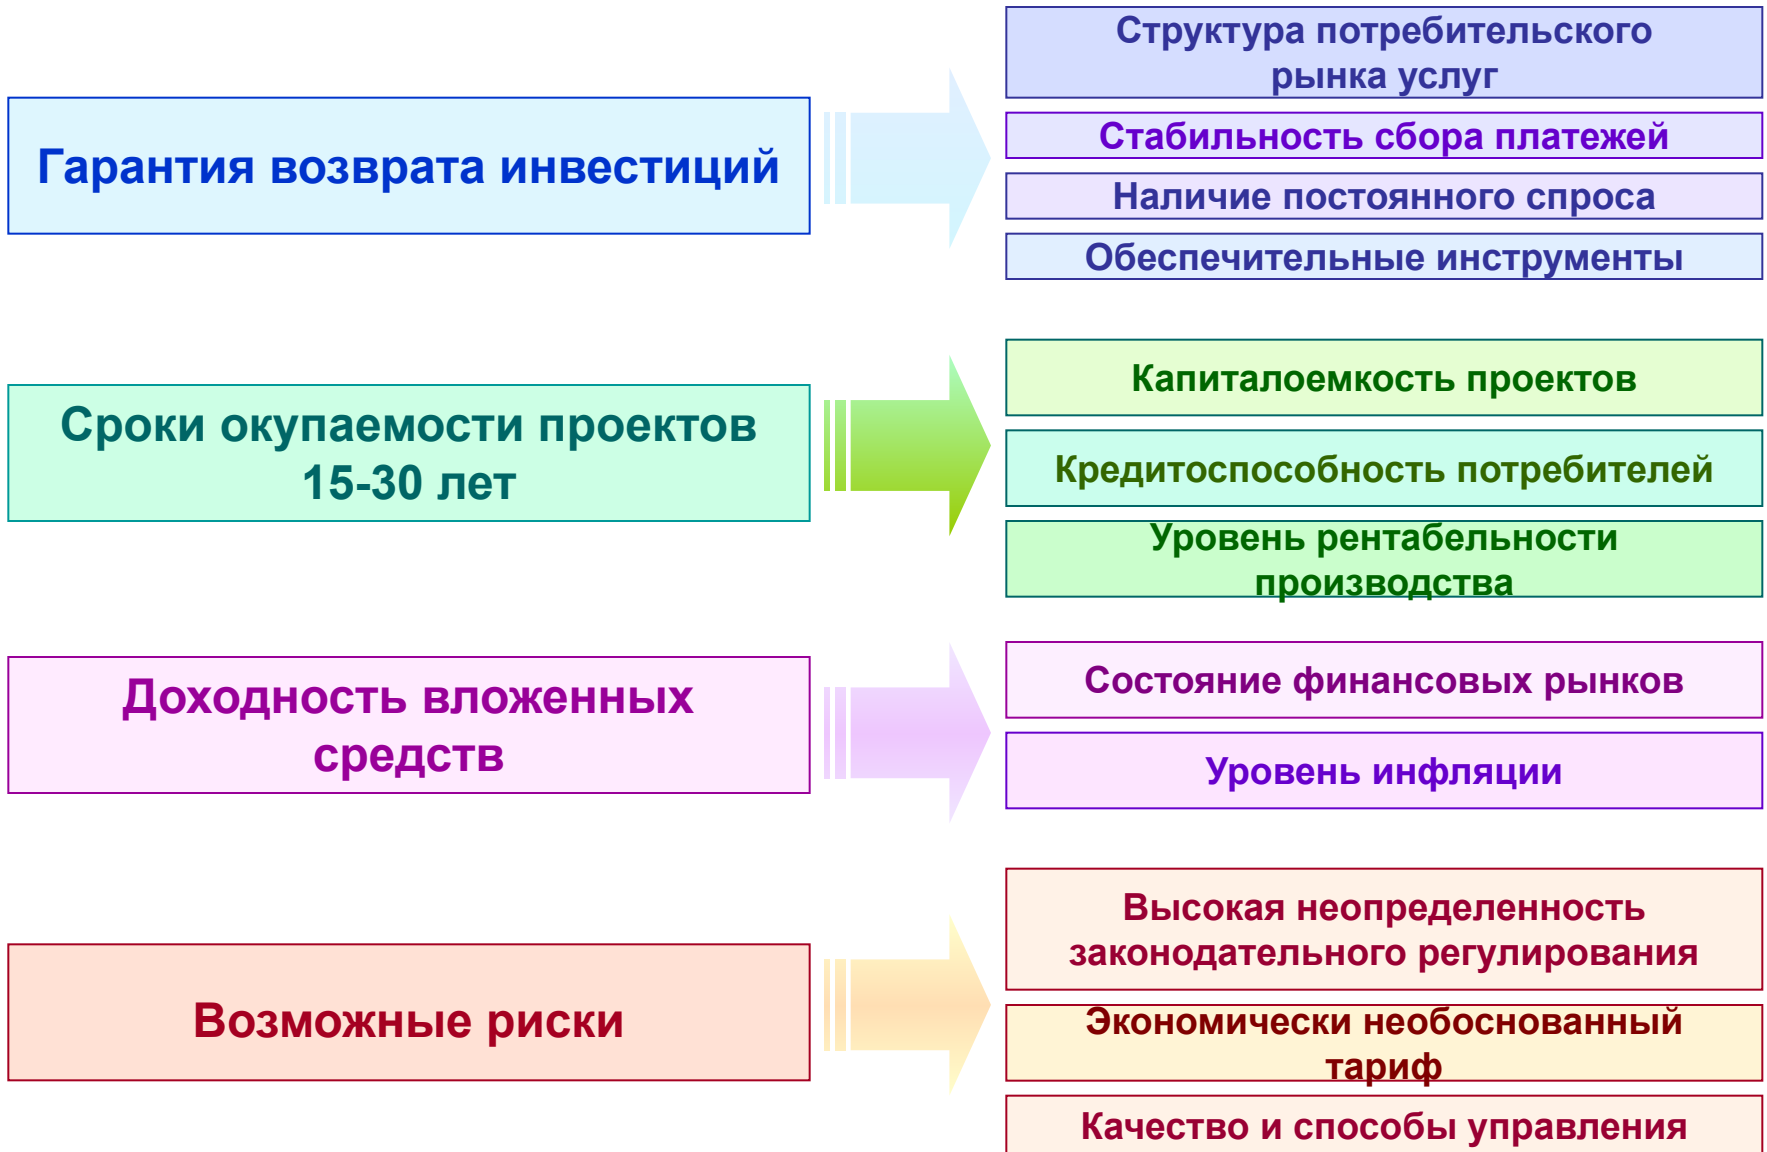 Гарантия возврата инвестиций
Структура потребительского
рынка услуг
Стабильность сбора платежей
Наличие постоянного спроса
Обеспечительные инструменты
Сроки окупаемости проектов
15-30 лет
Капиталоемкость проектов
Кредитоспособность потребителей
Уровень рентабельности
производства
Доходность вложенных
средств
Состояние финансовых рынков
Уровень инфляции
Возможные риски
Высокая неопределенность
законодательного регулирования
Экономически необоснованный
тариф
Качество и способы управления